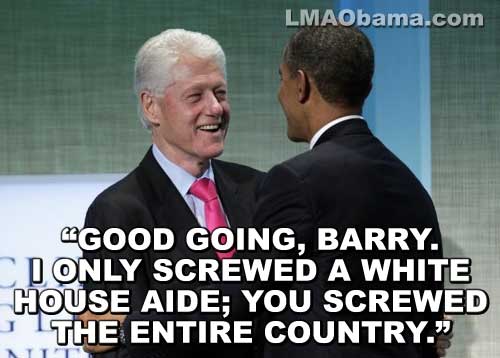 LMAObama.com
“GOOD GOING, BARRY.
I ONLY SCREWED A WHITE
HOUSE AIDE; YOU SCREWED
THE ENTIRE COUNTRY.”